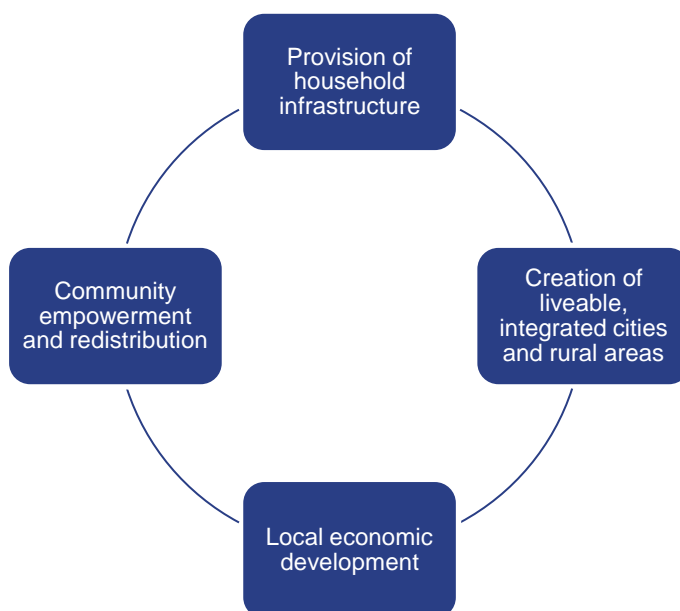 Provision of
household
infrastructure
Community
empowerment
and redistribution
Creation of
liveable,
integrated cities
and rural areas
Local economic
development